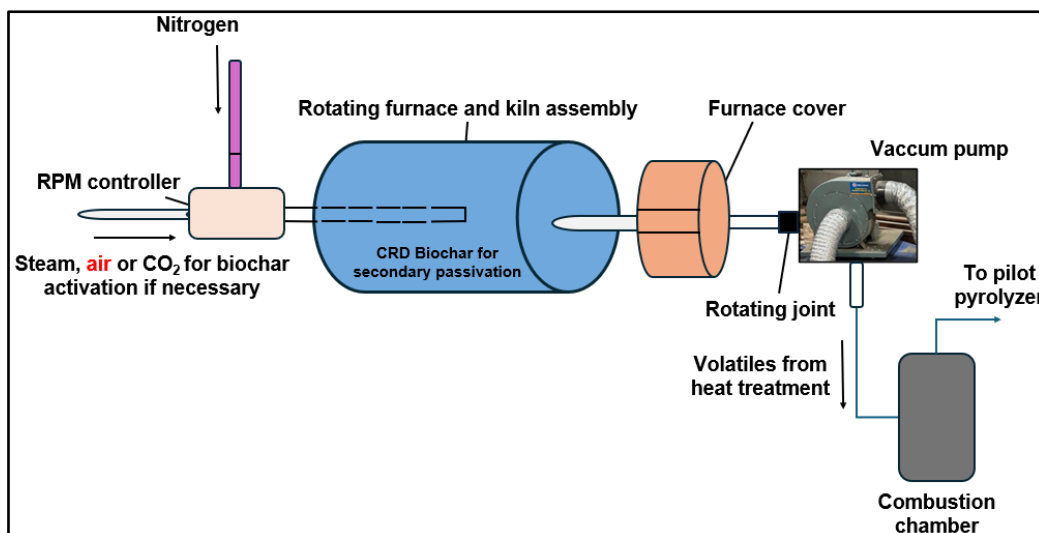 Nitrogen
Rotating furnace and kiln assembly
Furnace cover
Vaccum pump
RPM controller
Steam, air or CO₂ for biochar
activation if necessary
CRD Biochar for
secondary passivation
Rotating joint
To pilot
pyrolyzer
Volatiles from
heat treatment
Combustion
chamber